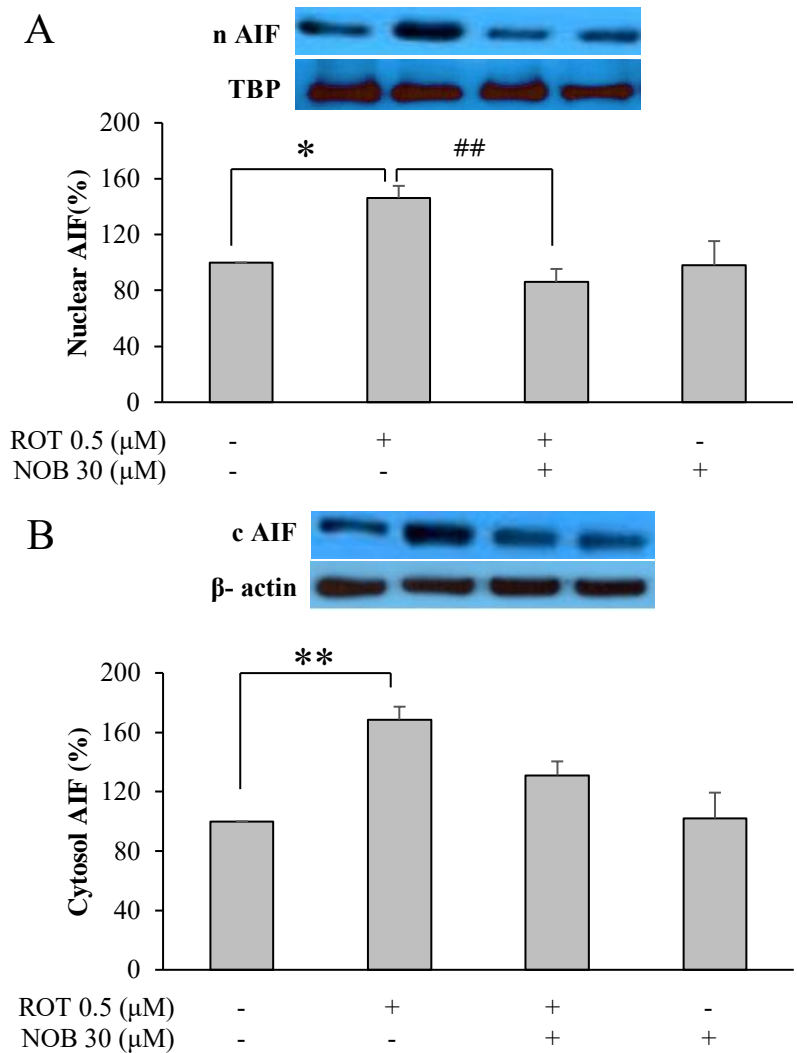 A
n AIF
TBP
200
160
120
80
40
0
Nuclear AIF(%)
* ##
ROT 0.5 (μM) - + + -
NOB 30 (μM) - - + +
B
c AIF
β- actin
200
160
120
80
40
0
Cytosol AIF (%)
**
ROT 0.5 (μM) - + + -
NOB 30 (μM) - - + +